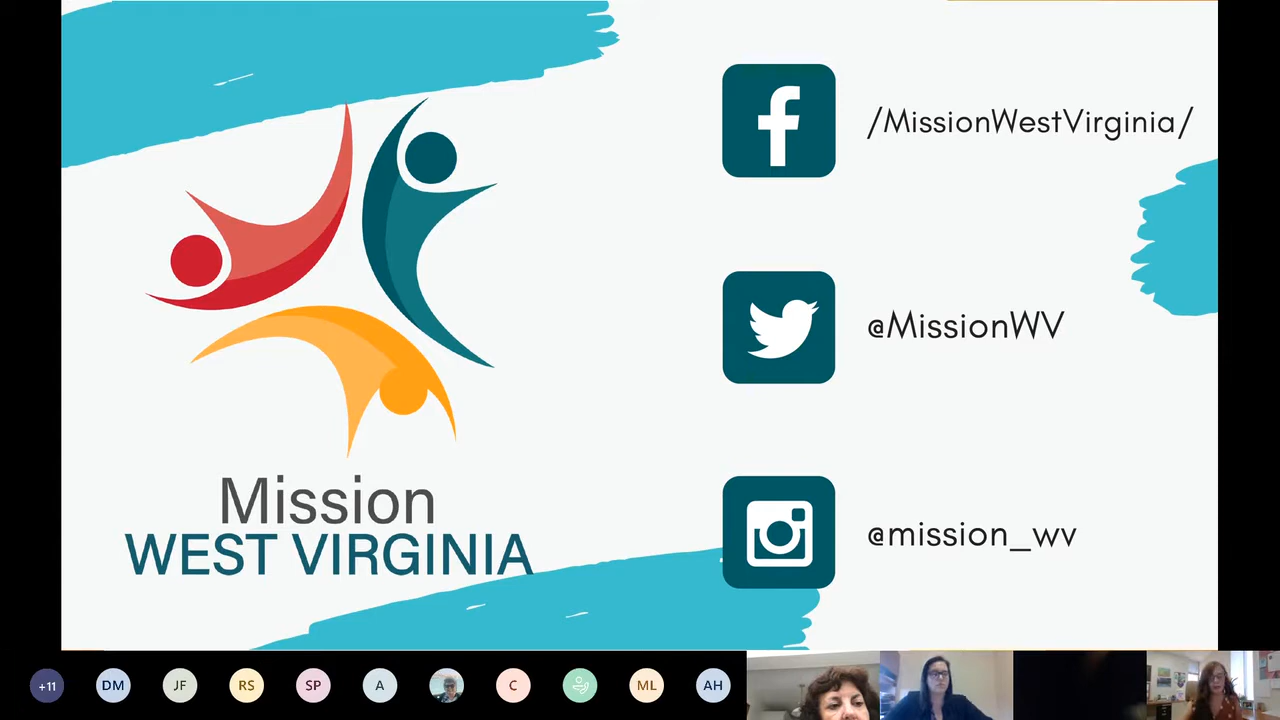 /MissionWestVirginia/
@MissionWV
@mission_wv
Mission
WEST VIRGINIA
+11
DM
JF
RS
SP
A
C
ML
AH